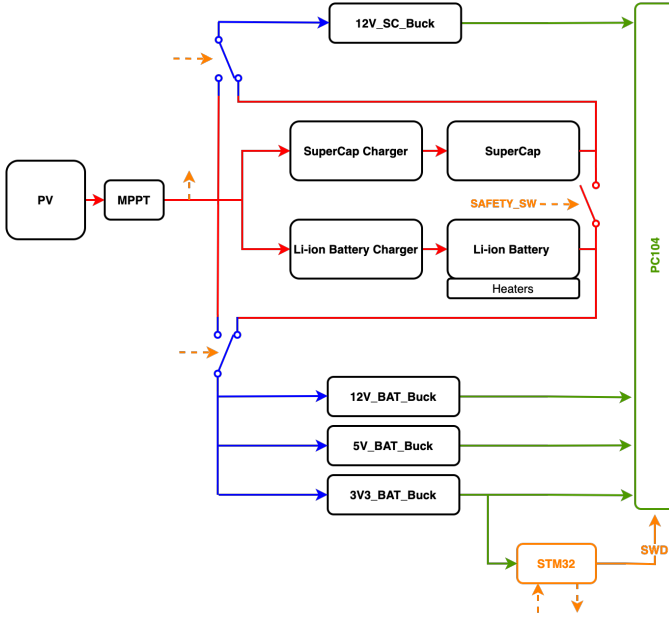 12V_SC_Buck
SuperCap Charger
SuperCap
PV
MPPT
SAFETY_SW
PC104
Li-ion Battery Charger
Li-ion Battery
Heaters
12V_BAT_Buck
5V_BAT_Buck
3V3_BAT_Buck
SWD
STM32